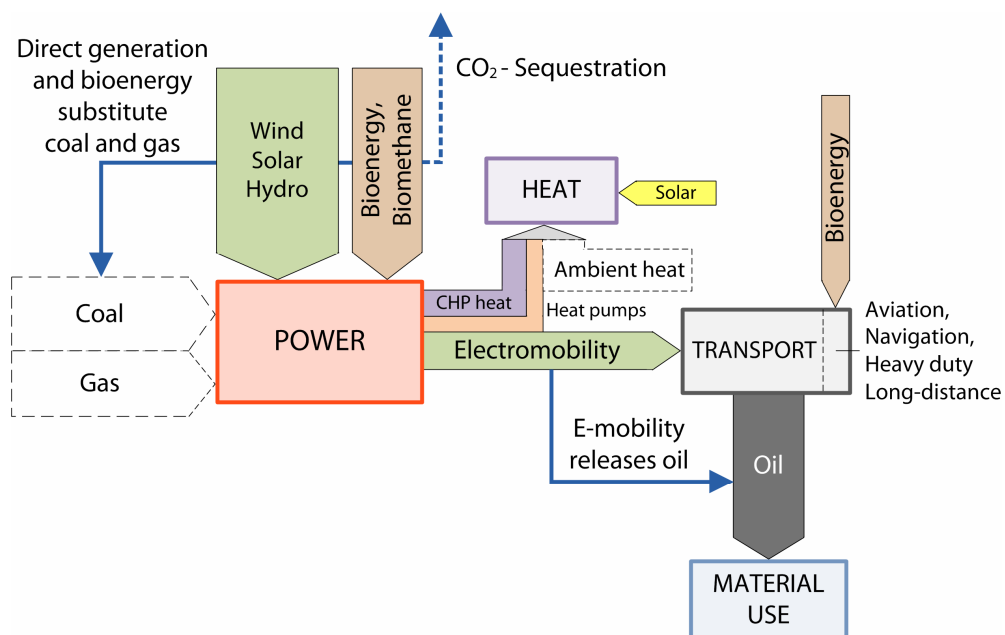 Direct generation
and bioenergy
substitute
coal and gas
CO2 - Sequestration
Wind
Solar
Hydro
Bioenergy,
Biomethane
HEAT
Solar
Bioenergy
Ambient heat
CHP heat
Heat pumps
Coal
Gas
POWER
Electromobility
TRANSPORT
Aviation,
Navigation,
Heavy duty
Long-distance
E-mobility
releases oil
Oil
MATERIAL
USE